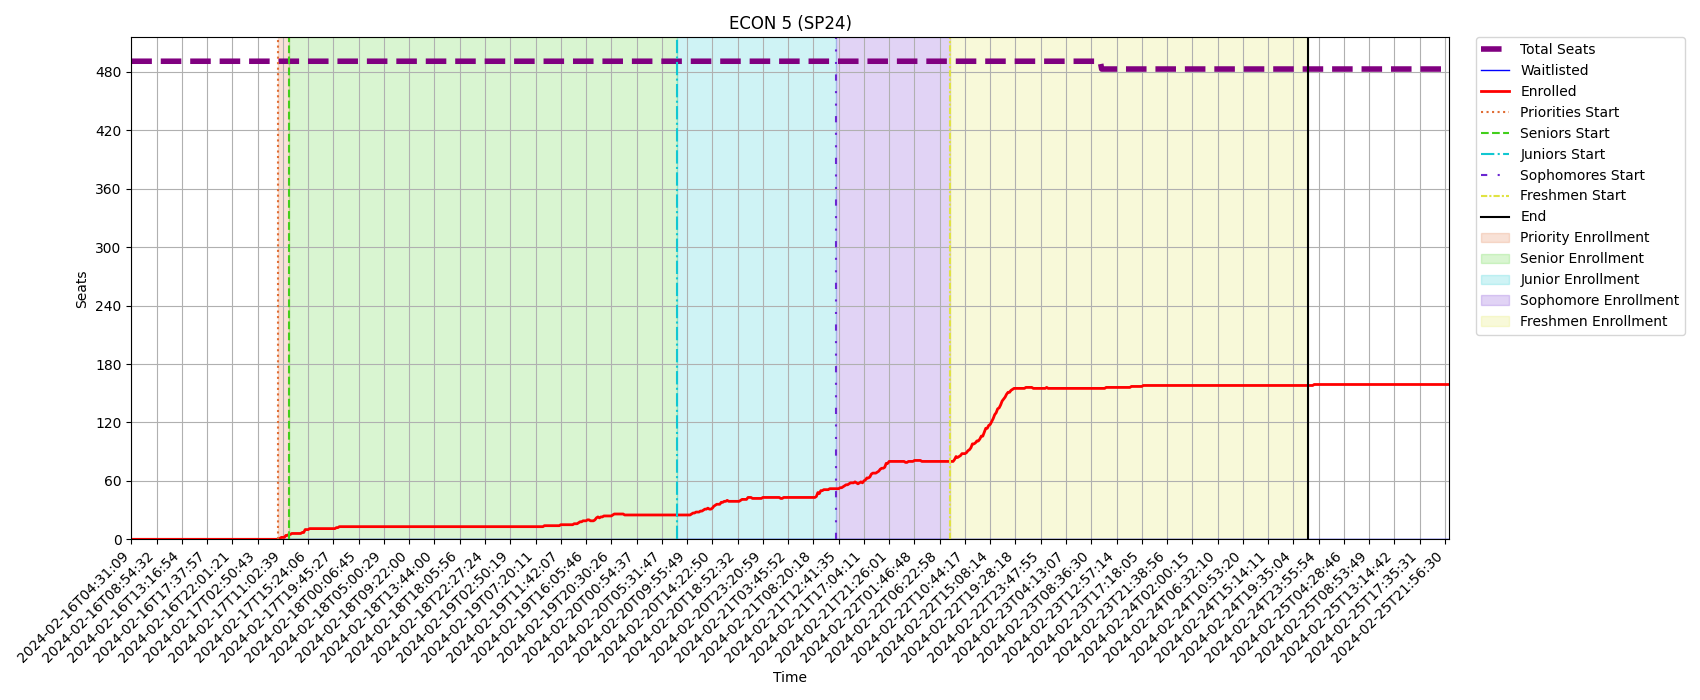 ECON 5 (SP24)
Seats
480
420
360
300
240
180
120
60
0
2024-02-16T04:31:09
2024-02-16T08:54:32
2024-02-16T13:16:54
2024-02-16T17:37:57
2024-02-16T22:01:21
2024-02-17T02:50:43
2024-02-17T11:02:39
2024-02-17T15:24:06
2024-02-17T19:45:27
2024-02-18T00:06:45
2024-02-18T05:00:29
2024-02-18T09:22:00
2024-02-18T13:44:00
2024-02-18T18:05:56
2024-02-18T22:27:24
2024-02-19T02:50:19
2024-02-19T07:20:11
2024-02-19T11:42:07
2024-02-19T16:05:46
2024-02-19T20:30:26
2024-02-20T00:54:37
2024-02-20T05:31:47
2024-02-20T09:55:49
2024-02-20T14:22:50
2024-02-20T18:52:32
2024-02-20T23:20:59
2024-02-21T03:45:52
2024-02-21T08:20:18
2024-02-21T12:41:35
2024-02-21T17:04:11
2024-02-21T21:26:01
2024-02-22T01:46:48
2024-02-22T06:22:58
2024-02-22T10:44:17
2024-02-22T15:08:14
2024-02-22T19:28:18
2024-02-22T23:47:55
2024-02-23T04:13:07
2024-02-23T08:36:30
2024-02-23T12:57:14
2024-02-23T17:18:05
2024-02-23T21:38:56
2024-02-24T02:00:15
2024-02-24T06:32:10
2024-02-24T10:53:20
2024-02-24T15:14:11
2024-02-24T19:35:04
2024-02-24T23:55:54
2024-02-25T04:28:46
2024-02-25T08:53:49
2024-02-25T13:14:42
2024-02-25T17:35:31
2024-02-25T21:56:30
Time
Total Seats
Waitlisted
Enrolled
Priorities Start
Seniors Start
Juniors Start
Sophomores Start
Freshmen Start
End
Priority Enrollment
Senior Enrollment
Junior Enrollment
Sophomore Enrollment
Freshmen Enrollment